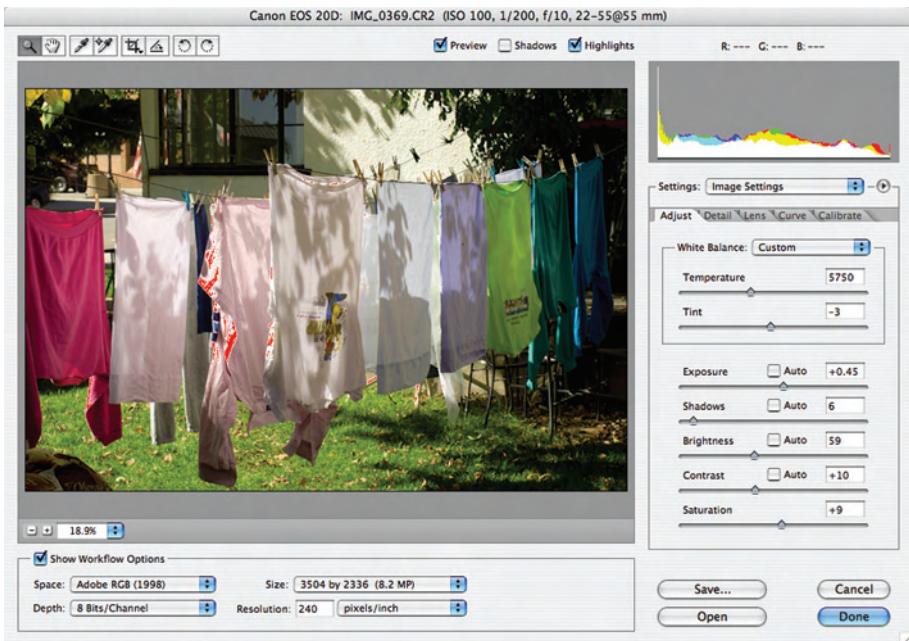 Canon EOS 20D: IMG_0369.CR2 (ISO 100, 1/200, f/10, 22-55@55 mm)
Preview Shadows Highlights R: --- G: --- B: ---
Settings: Image Settings
Adjust Detail Lens Curve Calibrate
White Balance: Custom
Temperature 5750
Tint -3
Exposure Auto +0.45
Shadows Auto 6
Brightness Auto 59
Contrast Auto +10
Saturation +9
18.9%
Show Workflow Options
Space: Adobe RGB (1998) Size: 3504 by 2336 (8.2 MP)
Depth: 8 Bits/Channel Resolution: 240 pixels/inch
Save... Cancel
Open Done